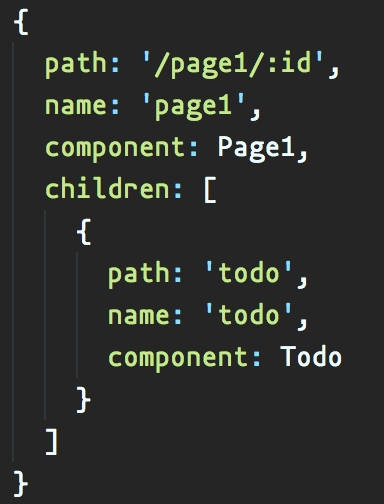 {
  path: '/page1/:id',
  name: 'page1',
  component: Page1,
  children: [
    {
      path: 'todo',
      name: 'todo',
      component: Todo
    }
  ]
}